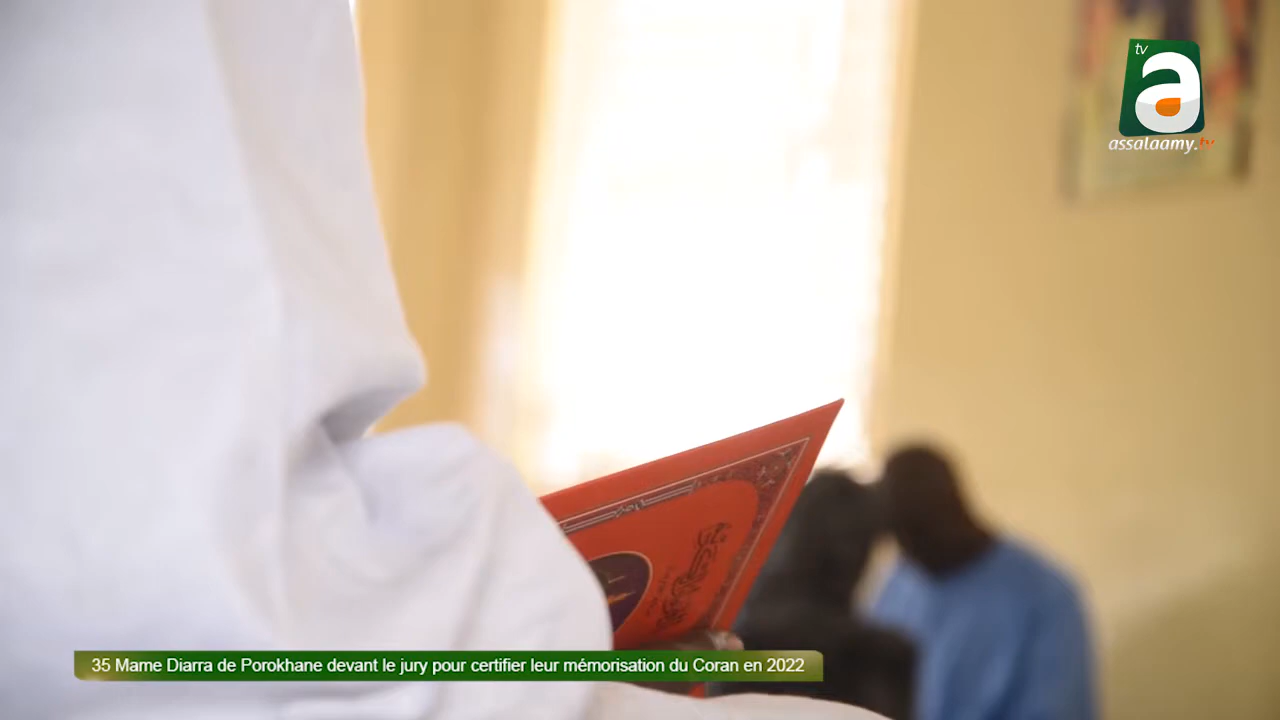 tv
a
assalaamy.tv
35 Mame Diarra de Porokhane devant le jury pour certifier leur mémorisation du Coran en 2022